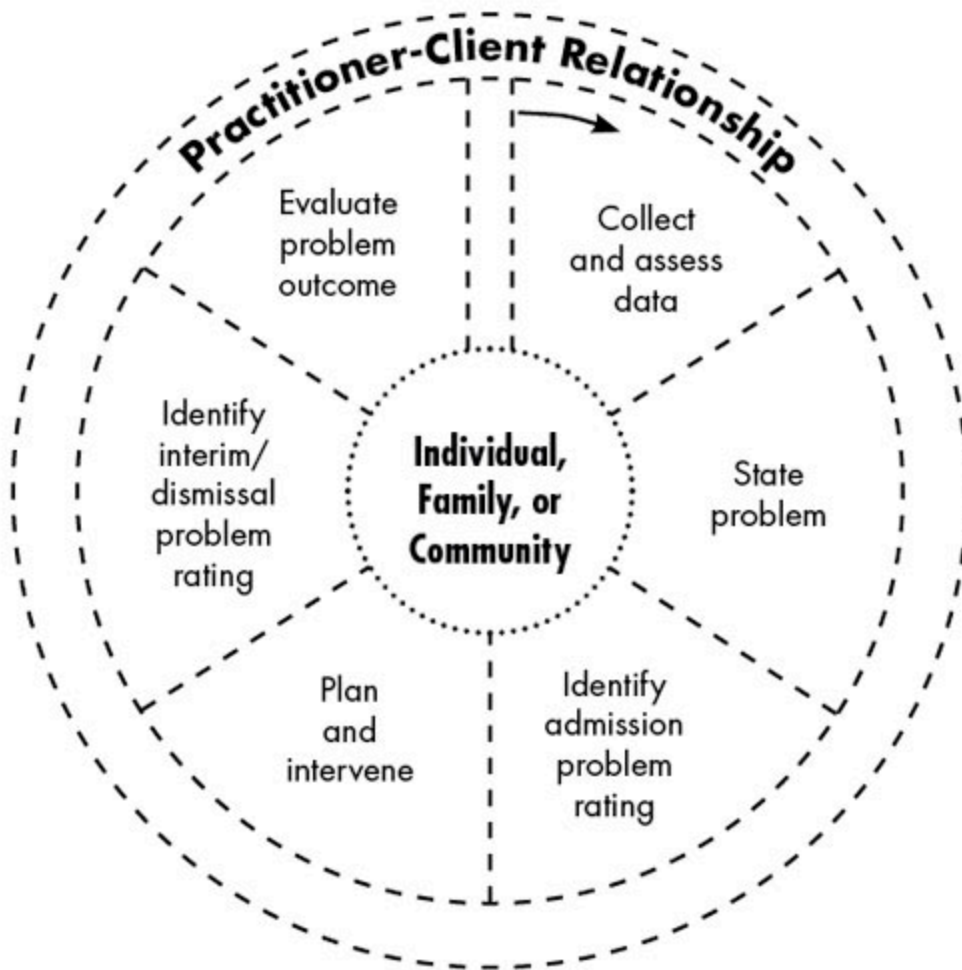 Practitioner-Client Relationship
Collect
and assess
data
State
problem
Identify
admission
problem
rating
Plan
and
intervene
Identify
interim/
dismissal
problem
rating
Evaluate
problem
outcome
Individual,
Family, or
Community